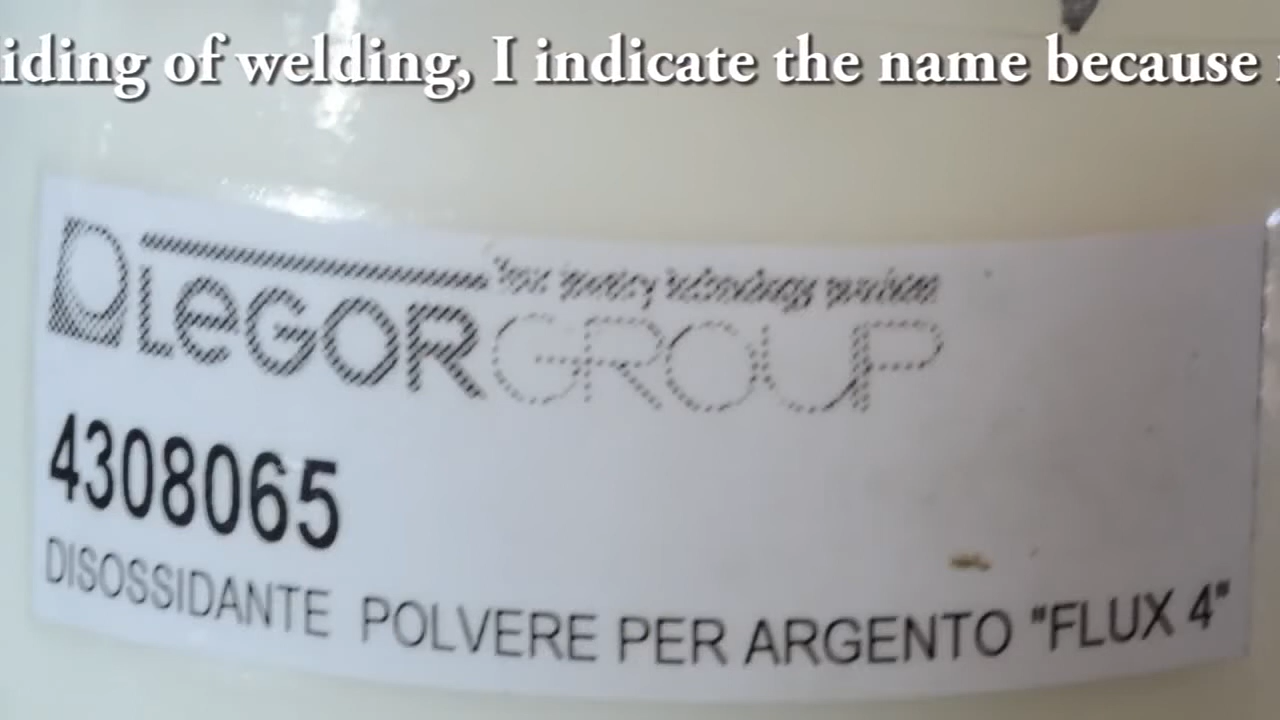 iding of welding, I indicate the name because
LEGOR GROUP
4308065
DISOSSIDANTE POLVERE PER ARGENTO "FLUX 4"